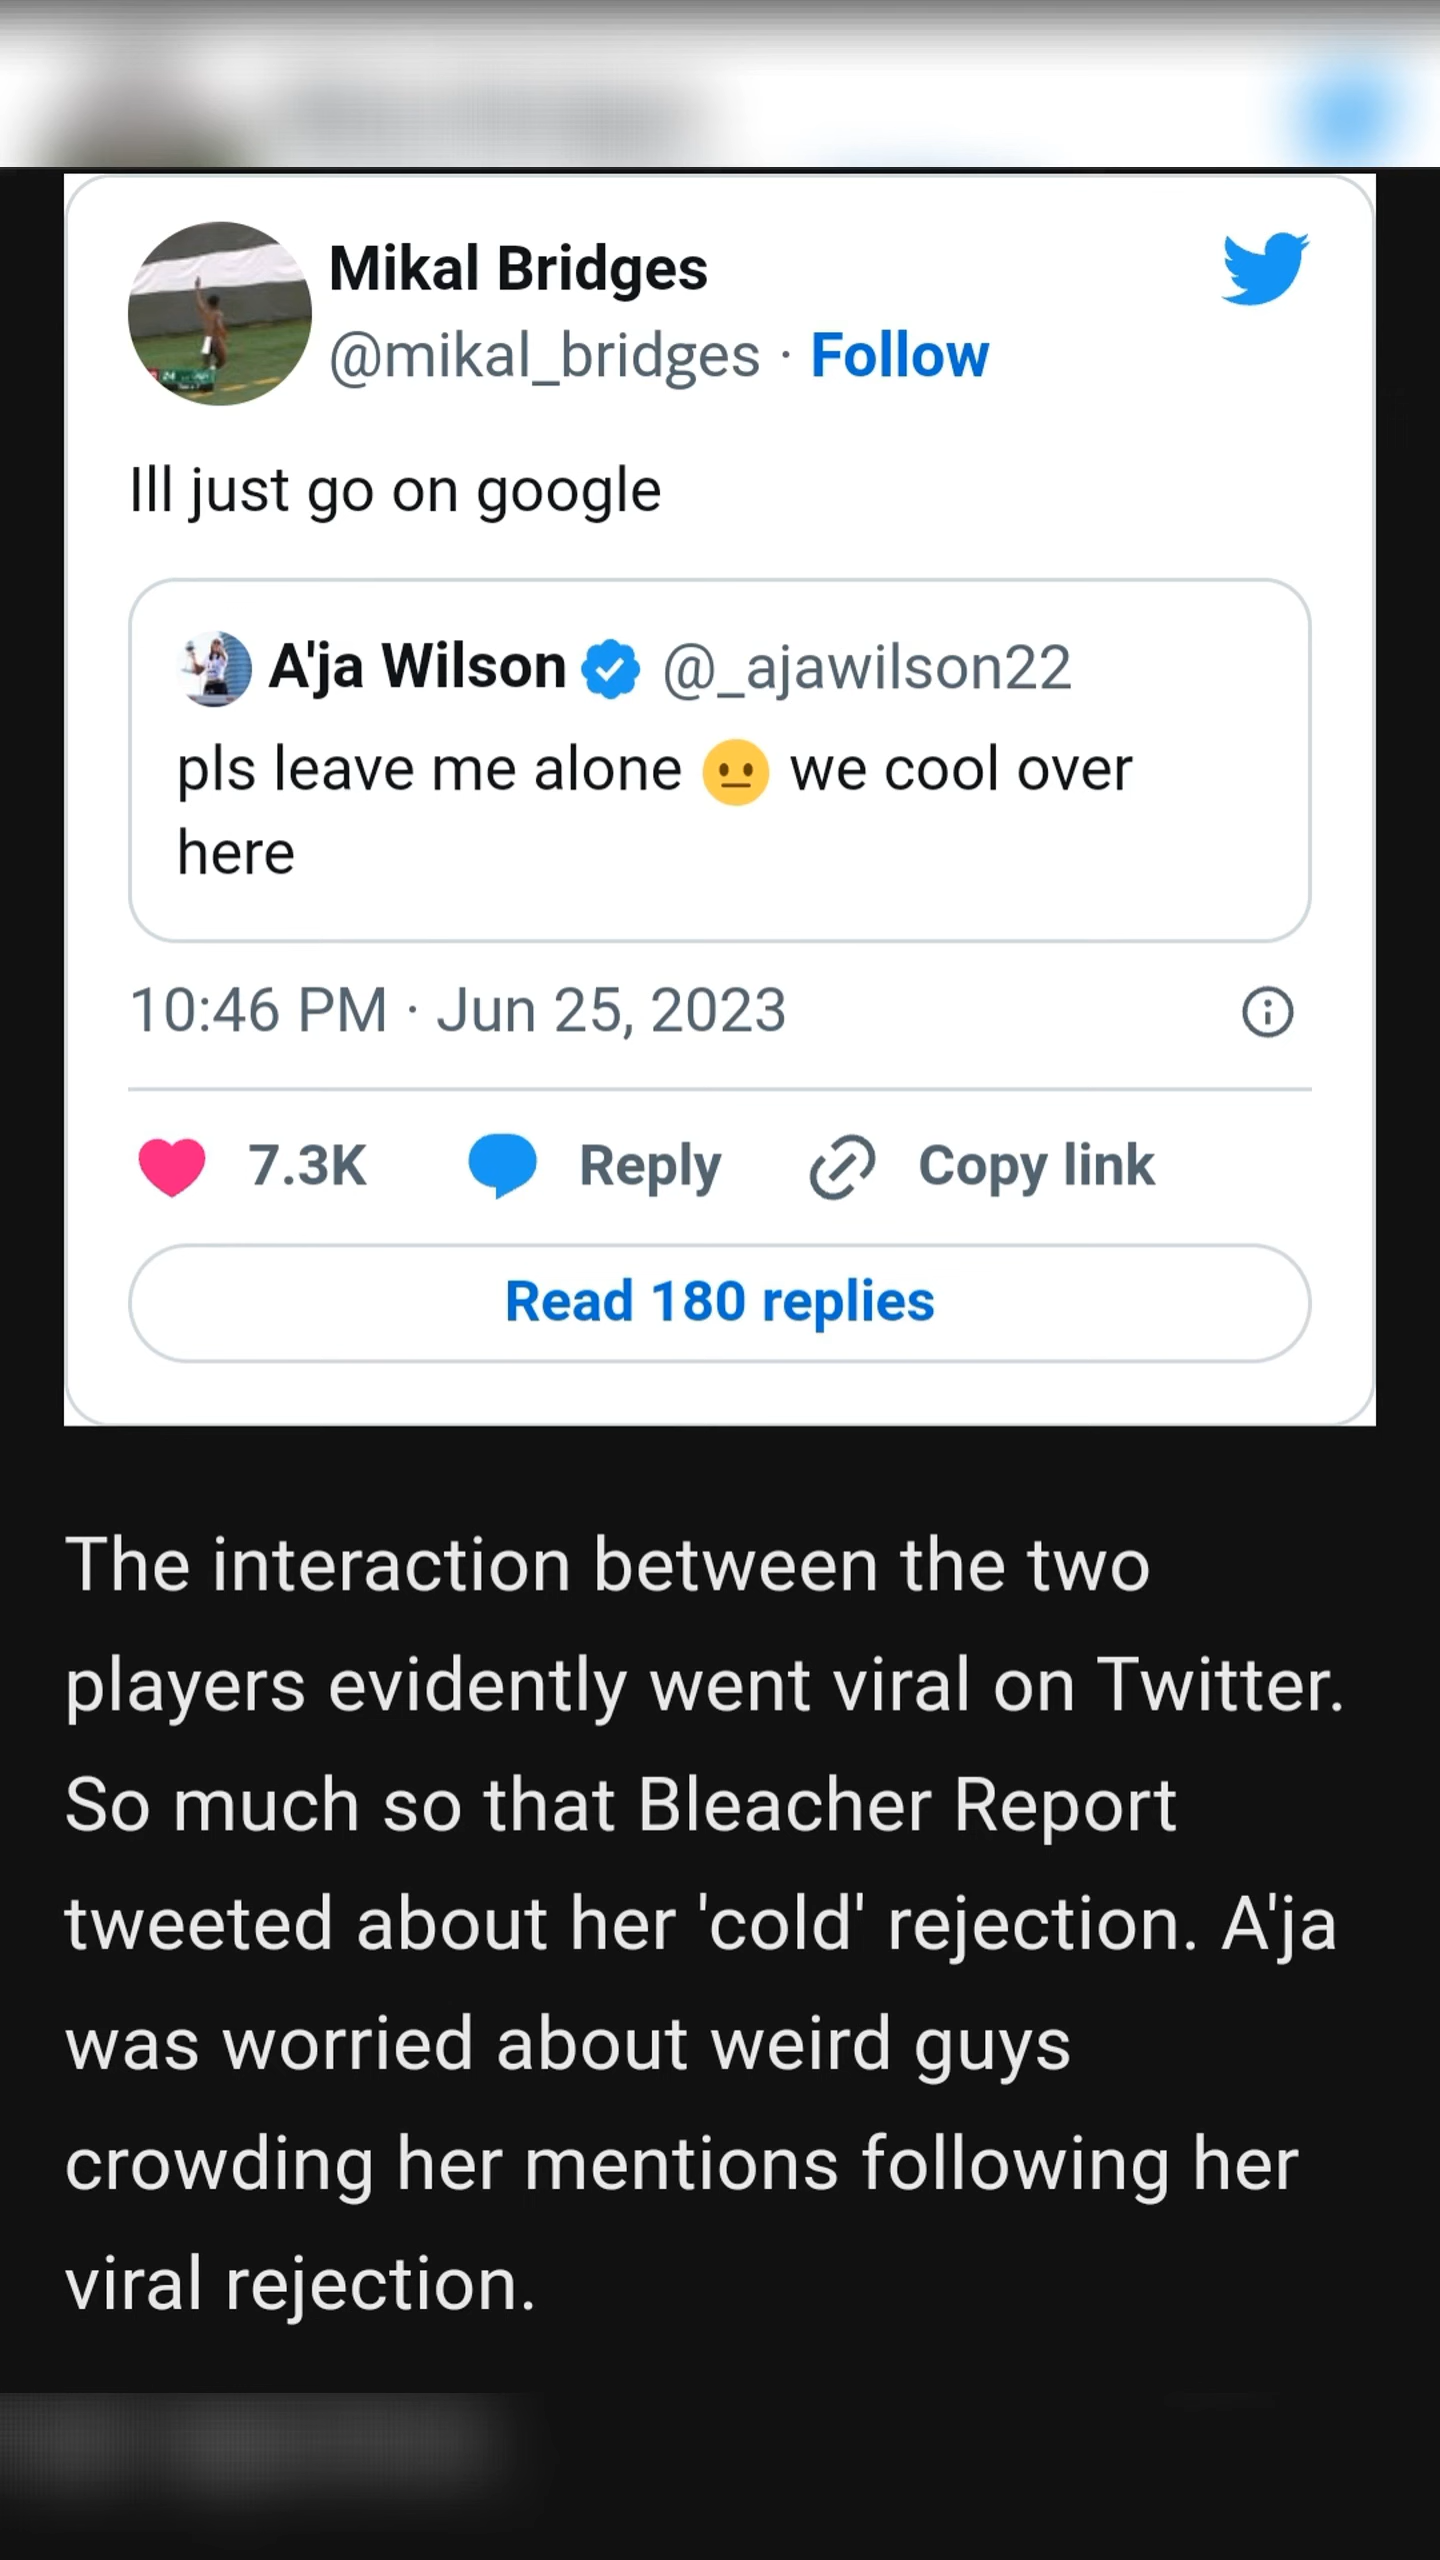 Mikal Bridges
@mikal_bridges · Follow
Ill just go on google
A'ja Wilson @_ajawilson22
pls leave me alone 😐 we cool over
here
10:46 PM · Jun 25, 2023
7.3K Reply Copy link
Read 180 replies
The interaction between the two
players evidently went viral on Twitter.
So much so that Bleacher Report
tweeted about her 'cold' rejection. A'ja
was worried about weird guys
crowding her mentions following her
viral rejection.